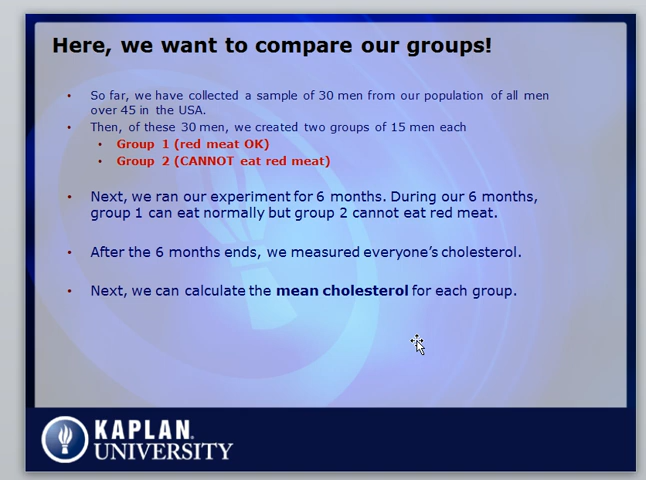 Here, we want to compare our groups!
• So far, we have collected a sample of 30 men from our population of all men
over 45 in the USA.
• Then, of these 30 men, we created two groups of 15 men each
• Group 1 (red meat OK)
• Group 2 (CANNOT eat red meat)
• Next, we ran our experiment for 6 months. During our 6 months,
group 1 can eat normally but group 2 cannot eat red meat.
• After the 6 months ends, we measured everyone's cholesterol.
• Next, we can calculate the mean cholesterol for each group.
KAPLAN
UNIVERSITY